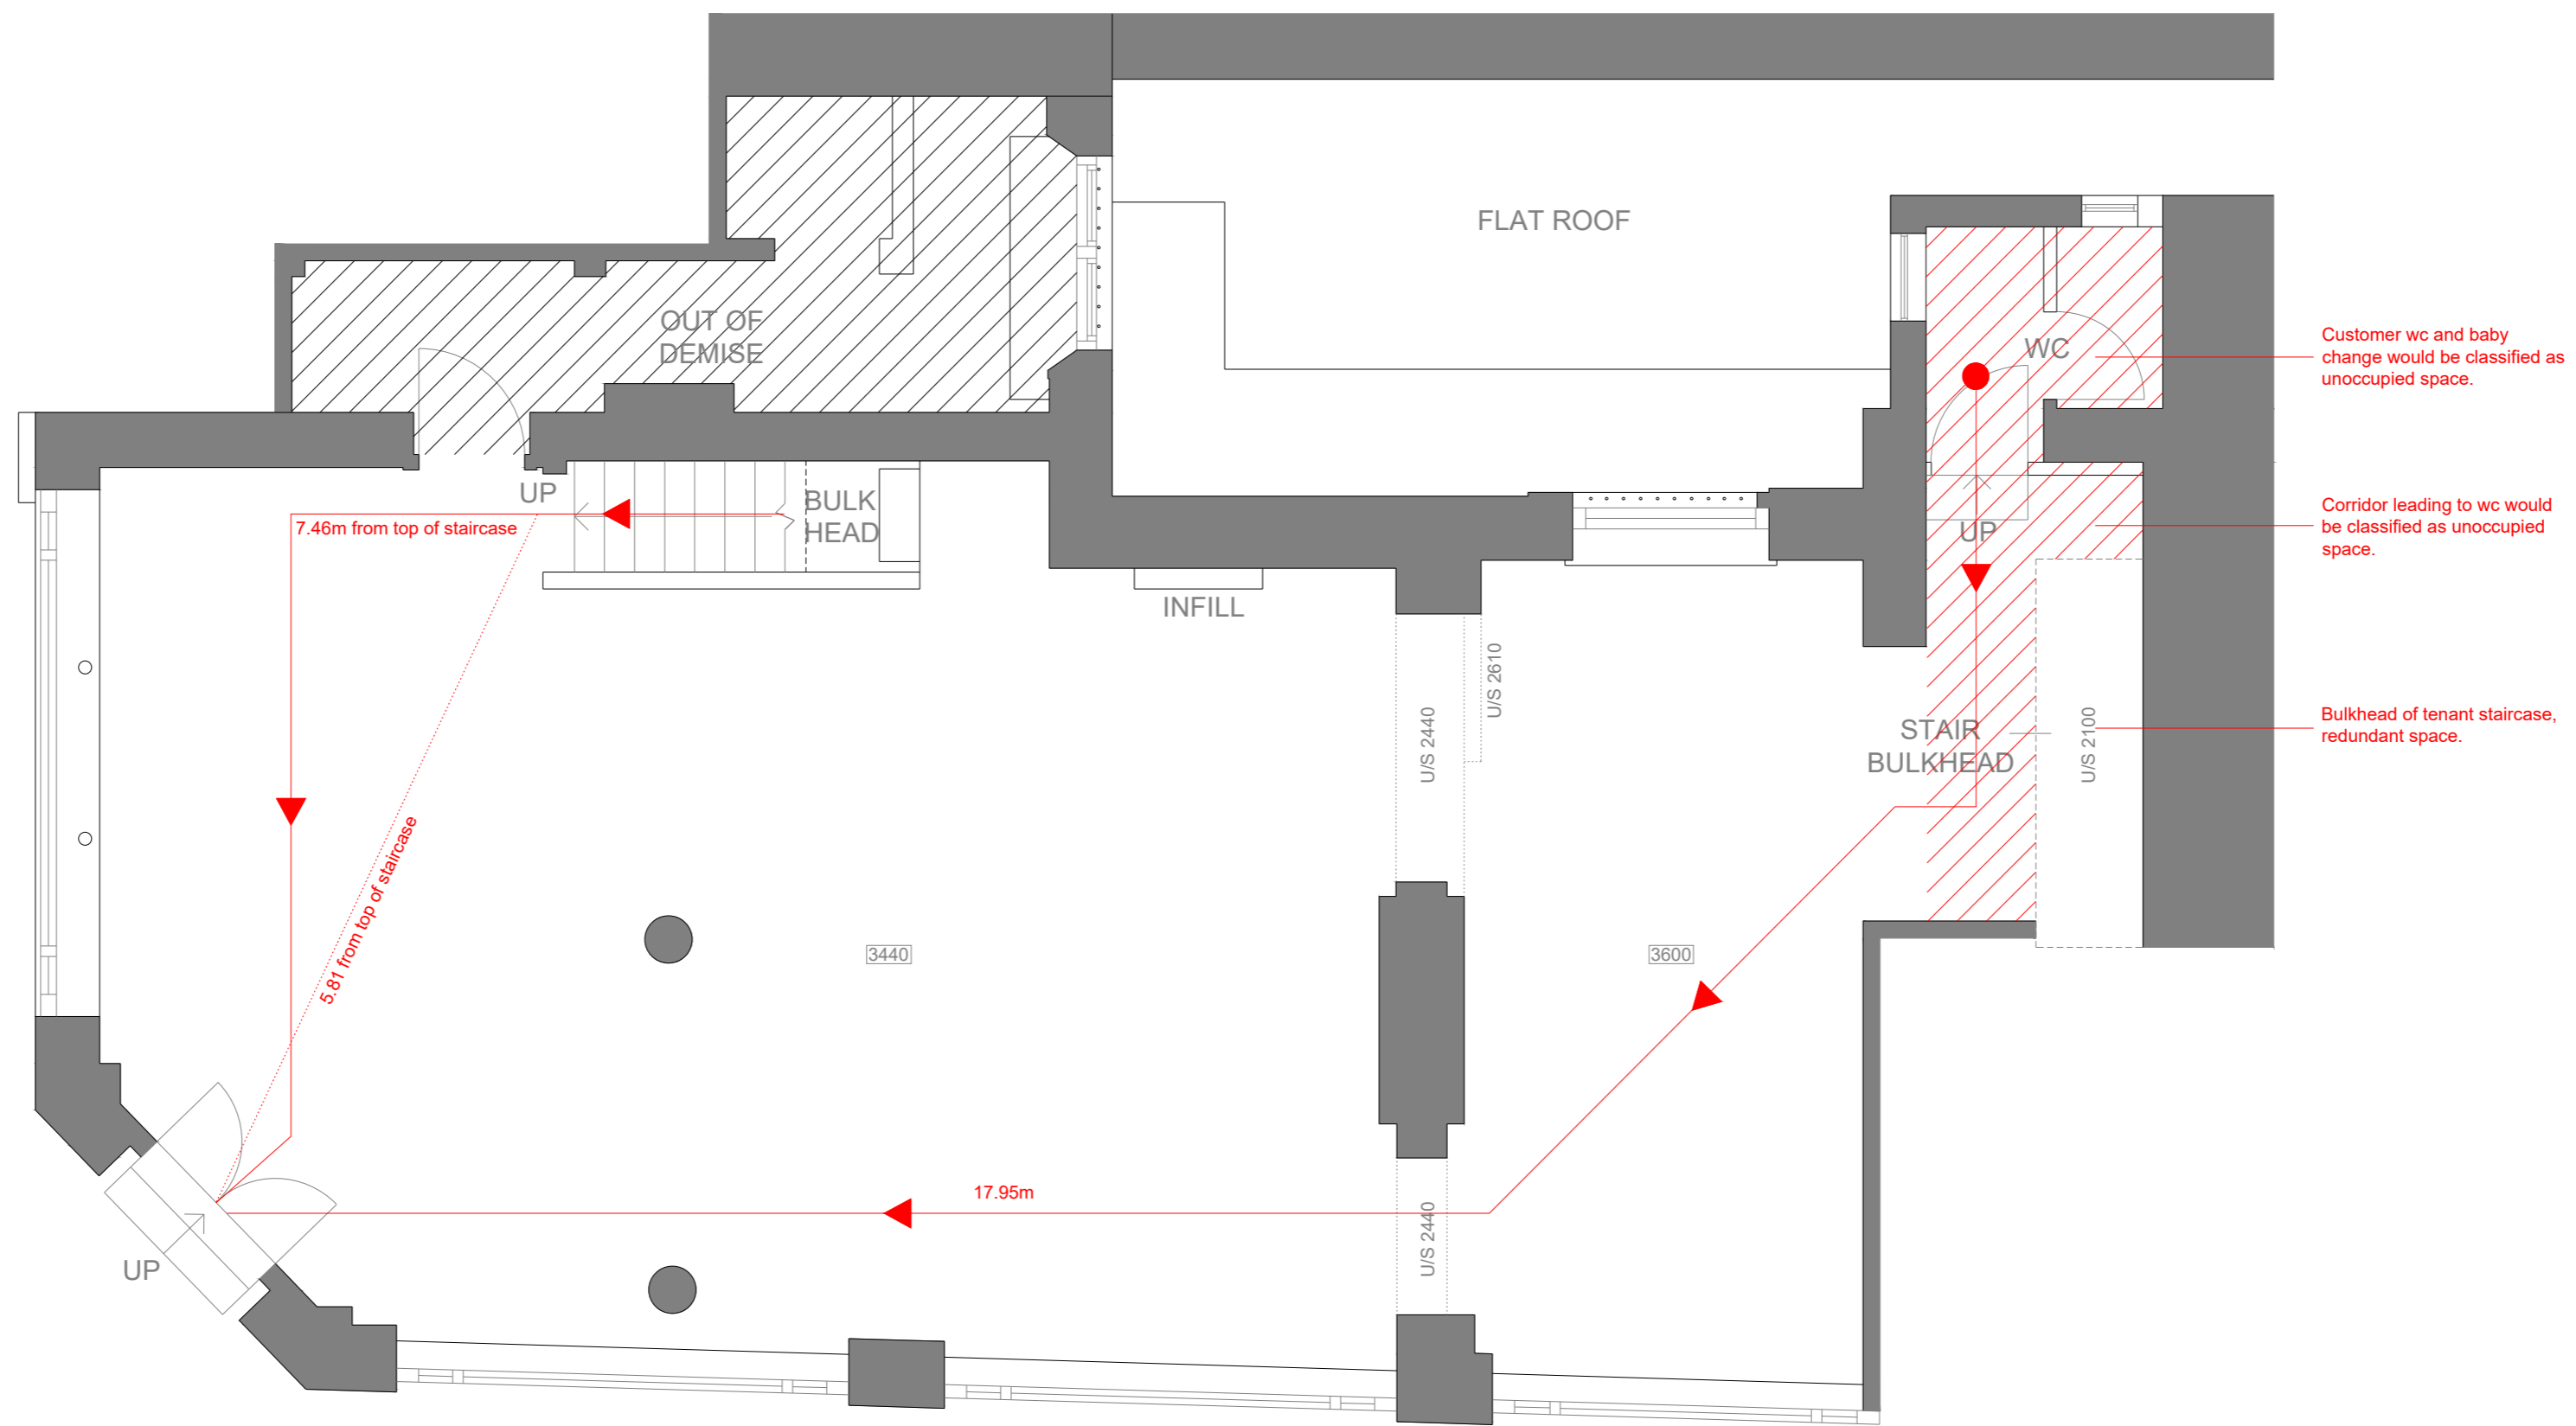 FLAT ROOF
OUT OF
DEMISE
WC
Customer wc and baby
change would be classified as
unoccupied space.
UP
BULK
HEAD
7.46m from top of staircase
Corridor leading to wc would
be classified as unoccupied
space.
UP
INFILL
U/S 2610
U/S 2440
STAIR
BULKHEAD
U/S 2100
Bulkhead of tenant staircase,
redundant space.
5.81 from top of staircase
3440
3600
17.95m
U/S 2440
UP